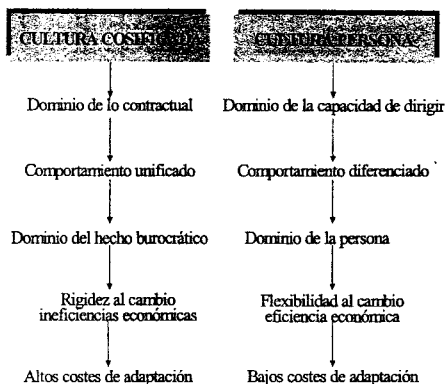 CULTURA COSIFICADA
Dominio de lo contractual
Comportamiento unificado
Dominio del hecho burocrático
Rigidez al cambio
ineficiencias económicas
Altos costes de adaptación
CULTURA PERSONA
Dominio de la capacidad de dirigir
Comportamiento diferenciado
Dominio de la persona
Flexibilidad al cambio
eficiencia económica
Bajos costes de adaptación